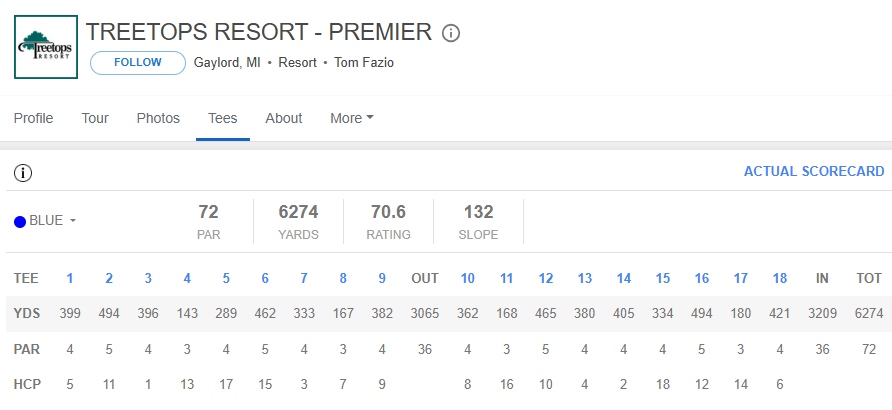 Treetops
RESORT
TREETOPS RESORT - PREMIER i
FOLLOW Gaylord, MI • Resort • Tom Fazio
Profile Tour Photos Tees About More
i ACTUAL SCORECARD
72 6274 70.6 132
BLUE
PAR YARDS RATING SLOPE
TEE 1 2 3 4 5 6 7 8 9 OUT 10 11 12 13 14 15 16 17 18 IN TOT
YDS 399 494 396 143 289 462 333 167 382 3065 362 168 465 380 405 334 494 180 421 3209 6274
PAR 4 5 4 3 4 5 4 3 4 36 4 3 5 4 4 4 5 3 4 36 72
HCP 5 11 1 13 17 15 3 7 9 8 16 10 4 2 18 12 14 6